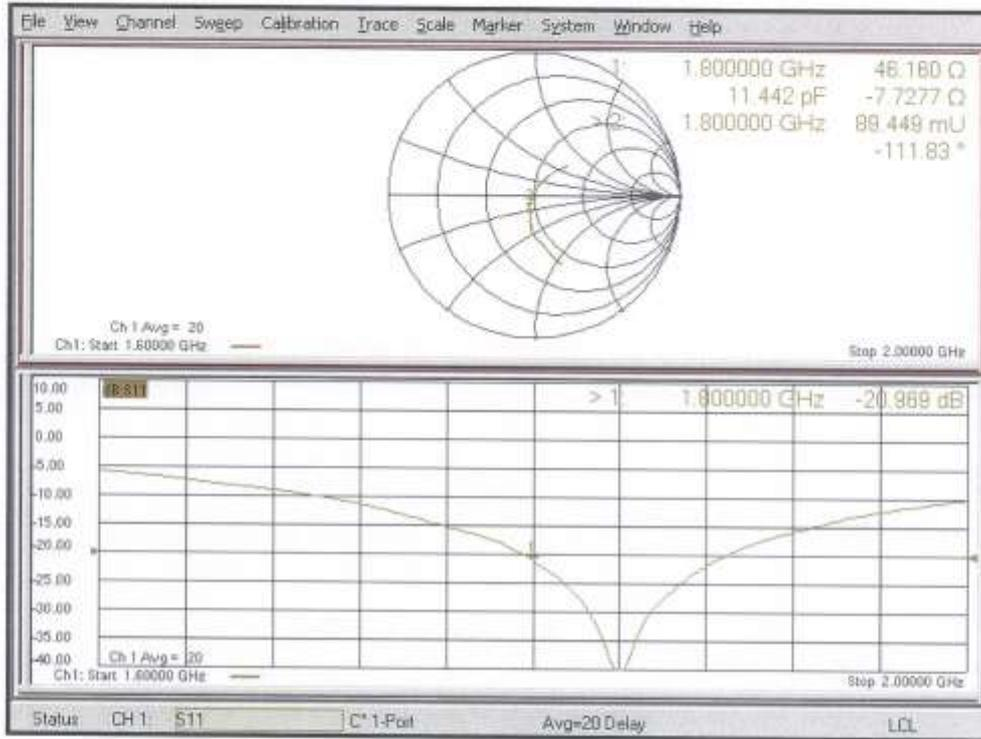 File View Channel Sweep Calibration Trace Scale Marker System Window Help
1: 1.800000 GHz 46.160 Ω
11.442 pF -7.7277 Ω
> 2: 1.800000 GHz 89.449 mU
-111.83 °
Ch 1 Avg = 20
Ch1: Start 1.60000 GHz
Stop 2.00000 GHz
10.00
dB-S11
> 1: 1.800000 GHz -20.969 dB
5.00
0.00
-5.00
-10.00
-15.00
-20.00
1
-25.00
-30.00
-35.00
-40.00
Ch 1 Avg = 20
Ch1: Start 1.60000 GHz
Stop 2.00000 GHz
Status CH 1: S11 C* 1-Port Avg=20 Delay LCL